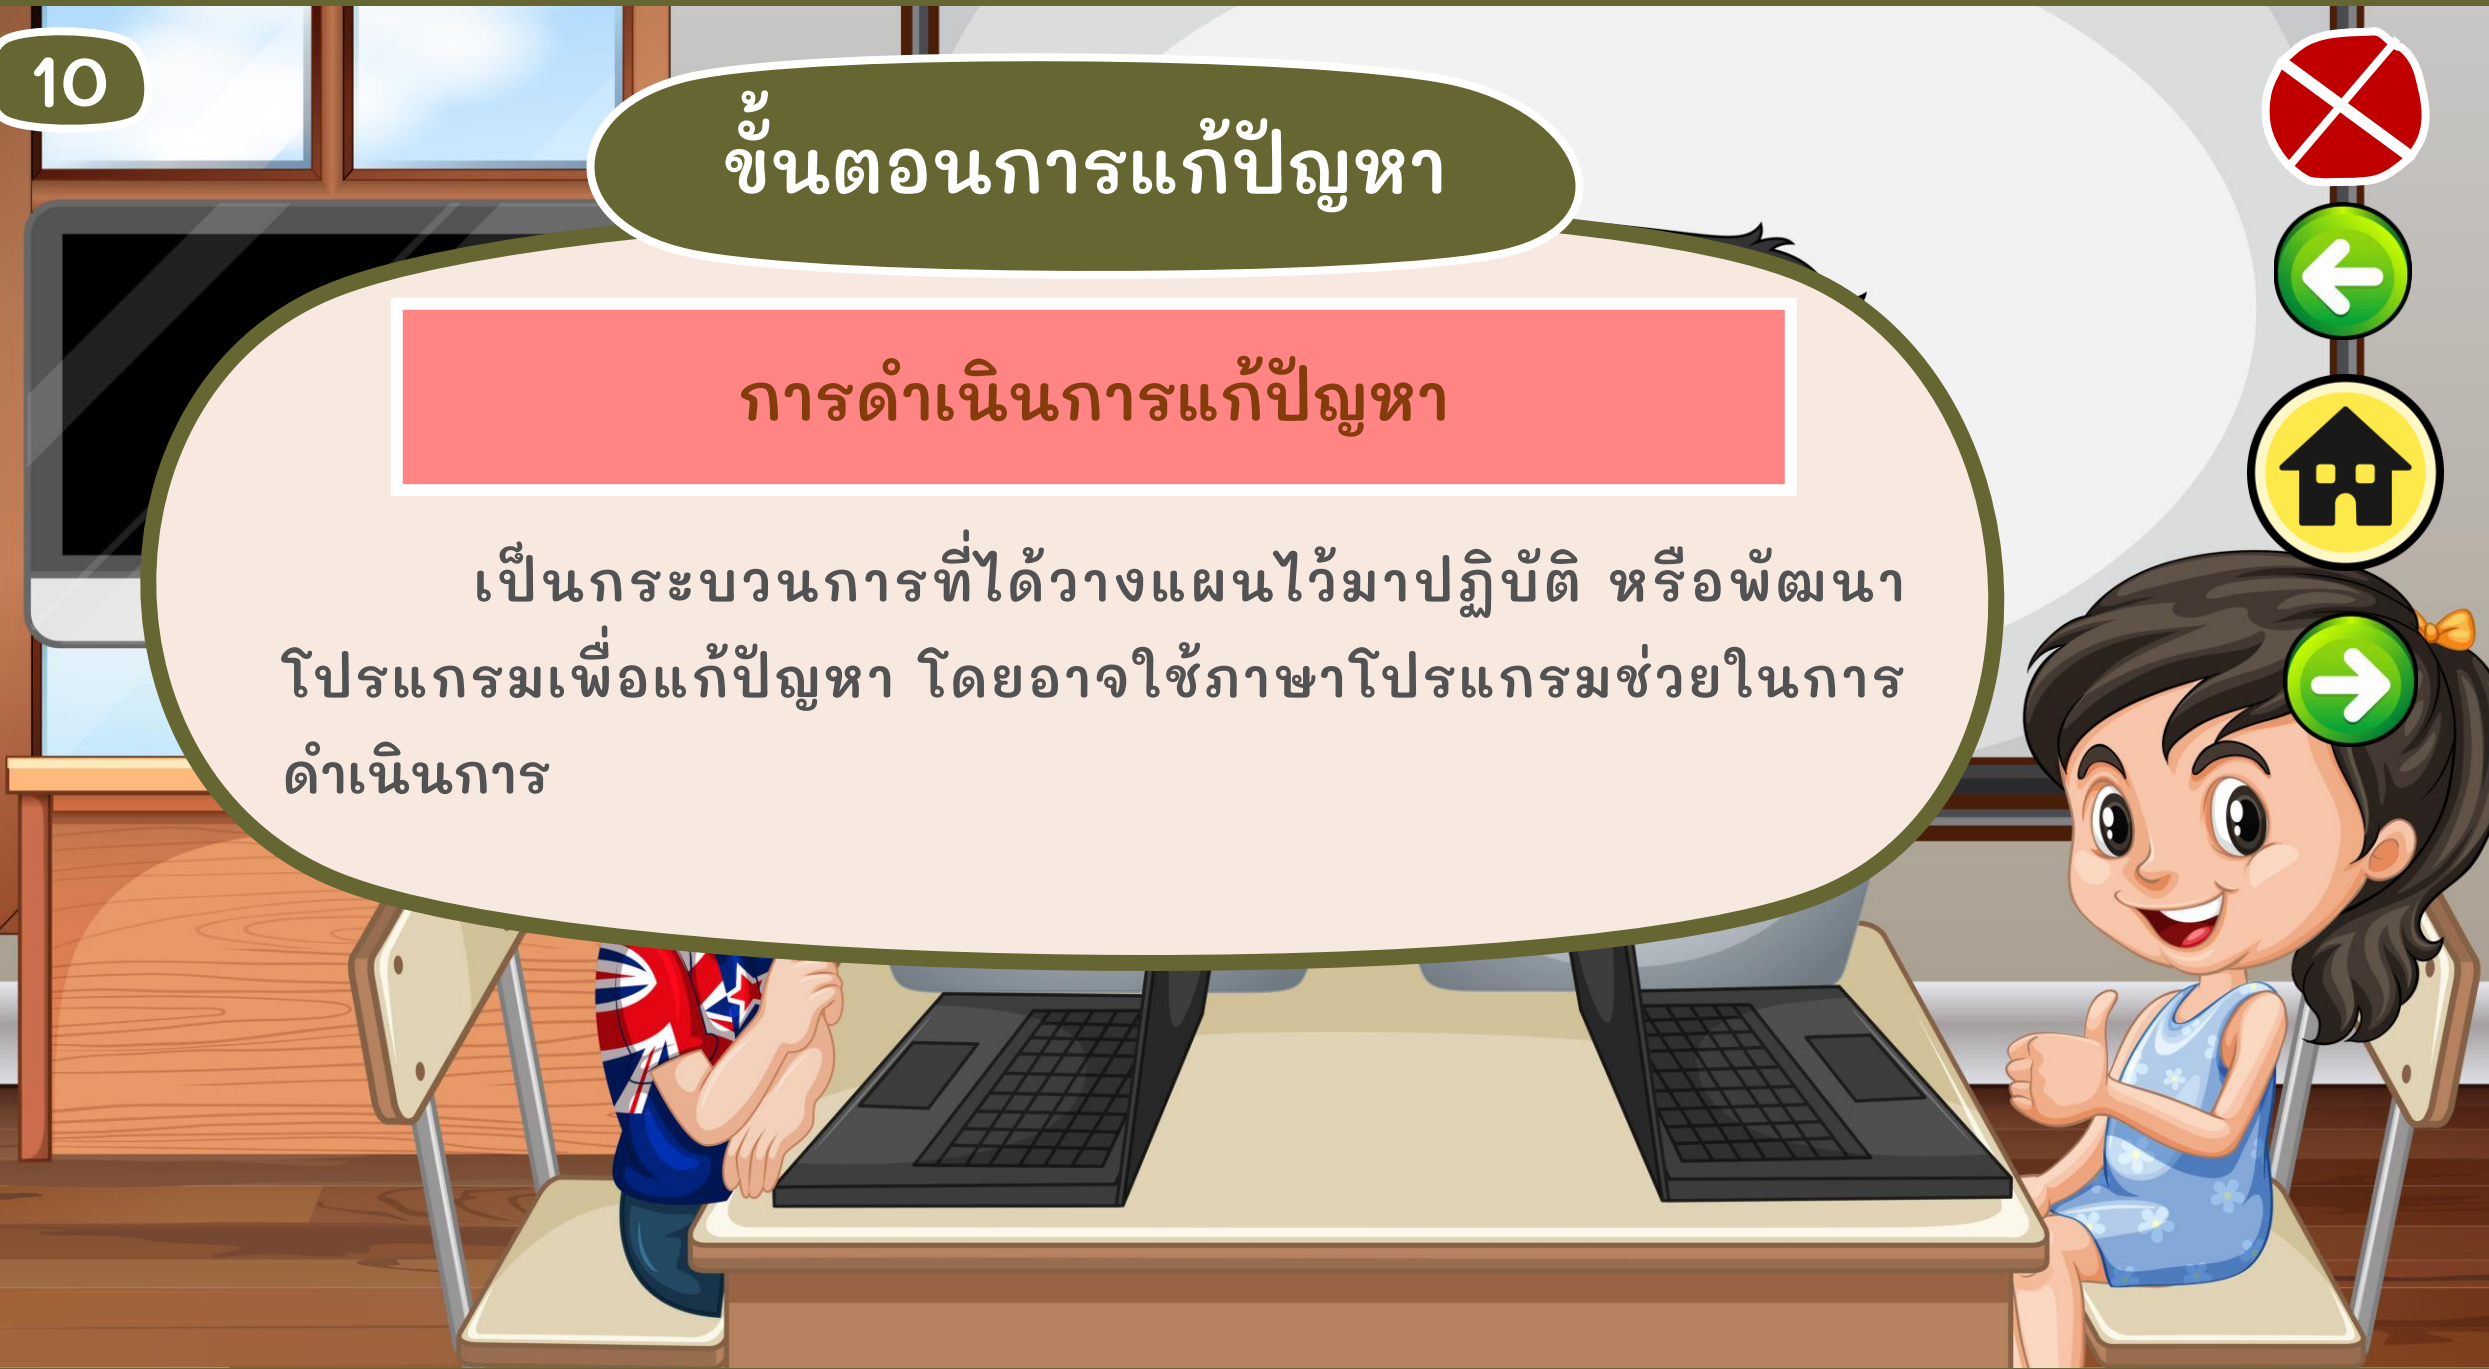 10
ขั้นตอนการแก้ปัญหา
การดำเนินการแก้ปัญหา
เป็นกระบวนการที่ได้วางแผนไว้มาปฏิบัติ หรือพัฒนา
โปรแกรมเพื่อแก้ปัญหา โดยอาจใช้ภาษาโปรแกรมช่วยในการ
ดำเนินการ